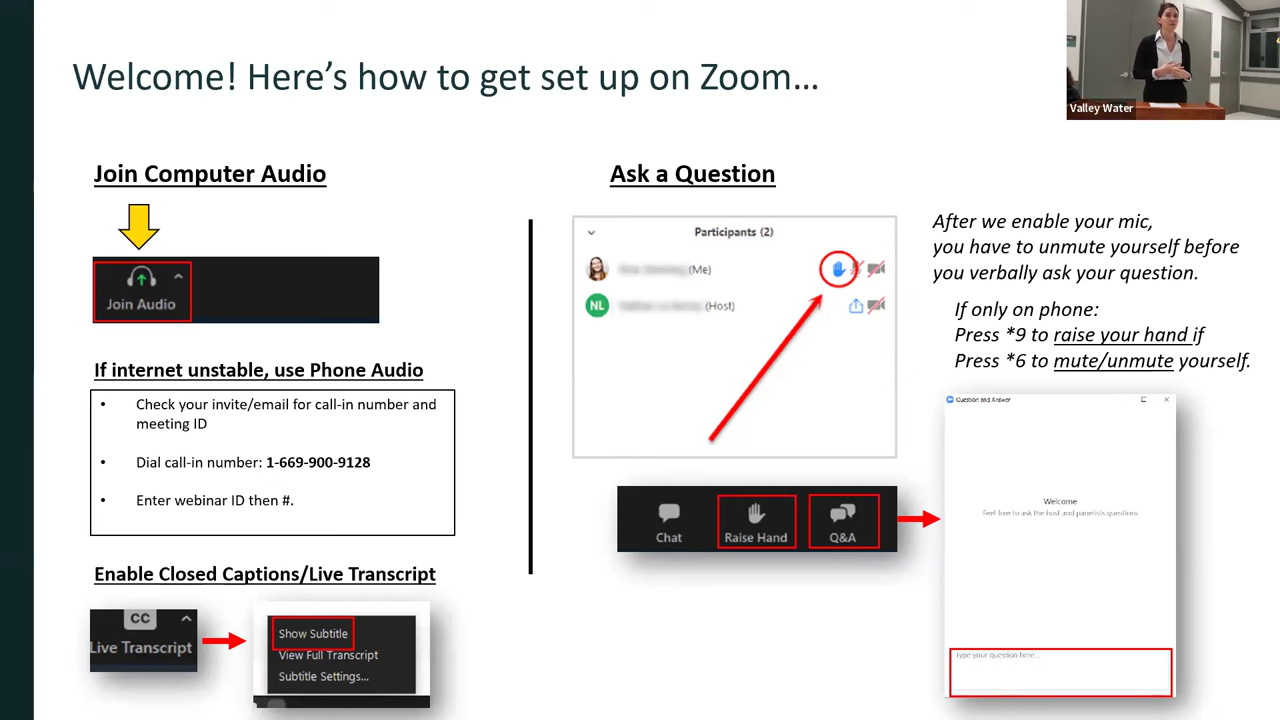 Welcome! Here's how to get set up on Zoom...
Valley Water
Join Computer Audio
Join Audio
If internet unstable, use Phone Audio
• Check your invite/email for call-in number and
meeting ID
• Dial call-in number: 1-669-900-9128
• Enter webinar ID then #.
Enable Closed Captions/Live Transcript
CC
Live Transcript
Show Subtitle
View Full Transcript
Subtitle Settings...
Ask a Question
Participants (2)
(Me)
NL
(Host)
Chat
Raise Hand
Q&A
After we enable your mic,
you have to unmute yourself before
you verbally ask your question.
If only on phone:
Press *9 to raise your hand if
Press *6 to mute/unmute yourself.
Question and Answer
Welcome
Feel free to ask the host and panelists questions
Type your question here...